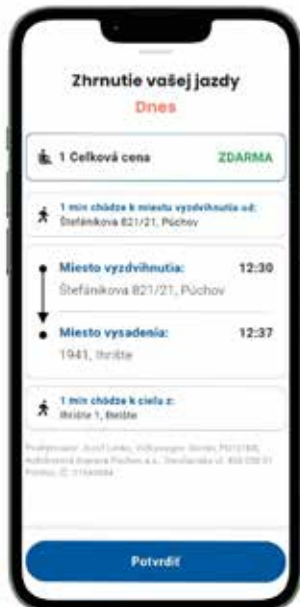 Zhrnutie vašej jazdy
Dnes
1 Celková cena ZDARMA
1 min chôdze k miestu vyzdvihnutia od:
Štefánikova 821/21, Púchov
Miesto vyzdvihnutia: 12:30
Štefánikova 821/21, Púchov
Miesto vysadenia: 12:37
1941, Ihrište
1 min chôdze k cieľu z:
Ihrište 1, Ihrište
Potvrdiť